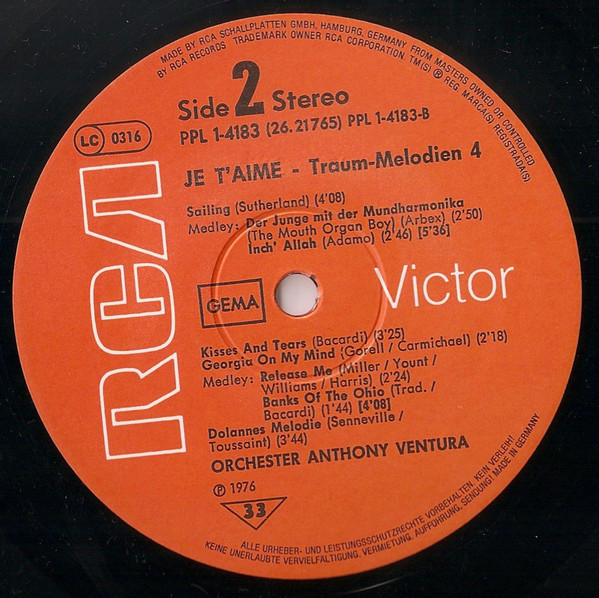 MADE BY RCA SCHALLPLATTEN GMBH, HAMBURG, GERMANY FROM MASTERS OWNED OR CONTROLLED
BY RCA RECORDS TRADEMARK OWNER RCA CORPORATION. TM(S) ® REG. MARCA(S) REGISTRADA(S)
Side 2 Stereo
PPL 1-4183 (26.21765) PPL 1-4183-B
LC 0316
JE T'AIME - Traum-Melodien 4
Sailing (Sutherland) (4'08)
Medley: Der Junge mit der Mundharmonika
(The Mouth Organ Boy) (Arbex) (2'50)
Inch' Allah (Adamo) (2'46) [5'36]
RCA
GEMA
Victor
Kisses And Tears (Bacardi) (3'25)
Georgia On My Mind (Gorell / Carmichael) (2'18)
Medley: Release Me (Miller / Yount /
Williams / Harris) (2'24)
Banks Of The Ohio (Trad. /
Bacardi) (1'44) [4'08]
Dolannes Melodie (Senneville /
Toussaint) (3'44)
ORCHESTER ANTHONY VENTURA
℗ 1976
33
ALLE URHEBER- UND LEISTUNGSSCHUTZRECHTE VORBEHALTEN. KEIN VERLEIH!
KEINE UNERLAUBTE VERVIELFÄLTIGUNG, VERMIETUNG, AUFFÜHRUNG, SENDUNG! MADE IN GERMANY